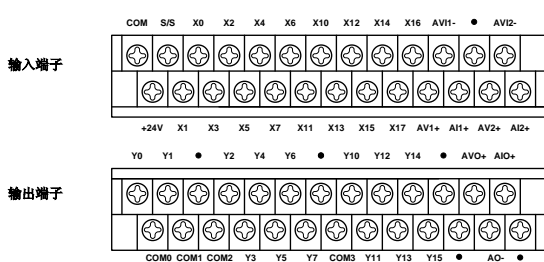 COM S/S X0 X2 X4 X6 X10 X12 X14 X16 AVI1- ● AVI2-
输入端子
+24V X1 X3 X5 X7 X11 X13 X15 X17 AV1+ AI1+ AV2+ AI2+
Y0 Y1 ● Y2 Y4 Y6 ● Y10 Y12 Y14 ● AVO+ AIO+
输出端子
COM0 COM1 COM2 Y3 Y5 Y7 COM3 Y11 Y13 Y15 ● AO- ●